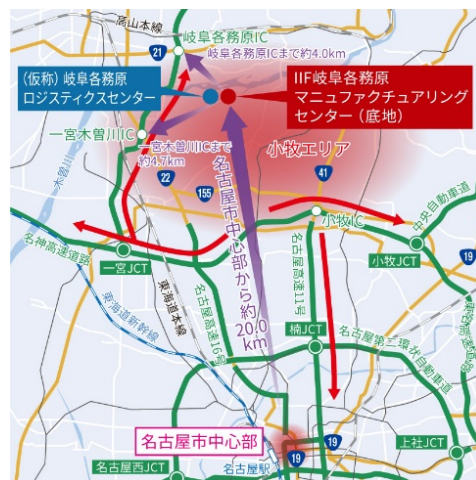 高山本線
岐阜各務原IC
21
岐阜各務原ICまで約4.0km
(仮称) 岐阜各務原
ロジスティクスセンター
IIF岐阜各務原
マニュファクチュアリング
センター (底地)
一宮木曽川IC
一宮木曽川ICまで
約4.7km
小牧エリア
木曽川
22
155
41
名古屋市中心部から約20.0km
小牧IC
中央自動車道
名神高速道路
一宮JCT
小牧JCT
東海道新幹線
東海道本線
名古屋高速16号
名古屋高速11号
楠JCT
名古屋第二環状自動車道
名古屋市中心部
19
19
19
上社JCT
名古屋駅
名古屋西JCT